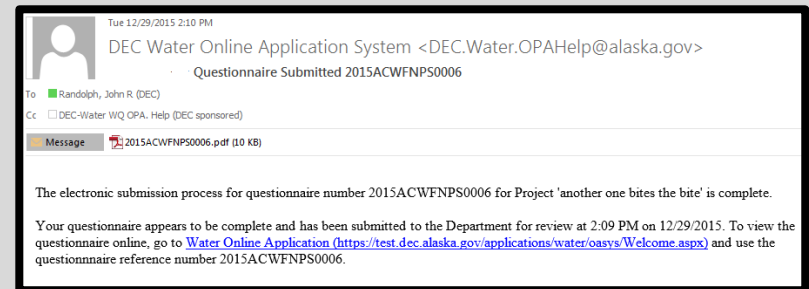 Tue 12/29/2015 2:10 PM
DEC Water Online Application System <DEC.Water.OPAHelp@alaska.gov>
Questionnaire Submitted 2015ACWFNPS0006
To Randolph, John R (DEC)
Cc DEC-Water WQ OPA. Help (DEC sponsored)
Message 2015ACWFNPS0006.pdf (10 KB)
The electronic submission process for questionnaire number 2015ACWFNPS0006 for Project 'another one bites the bite' is complete.
Your questionnaire appears to be complete and has been submitted to the Department for review at 2:09 PM on 12/29/2015. To view the
questionnaire online, go to Water Online Application (https://test.dec.alaska.gov/applications/water/oasys/Welcome.aspx) and use the
questionnnaire reference number 2015ACWFNPS0006.